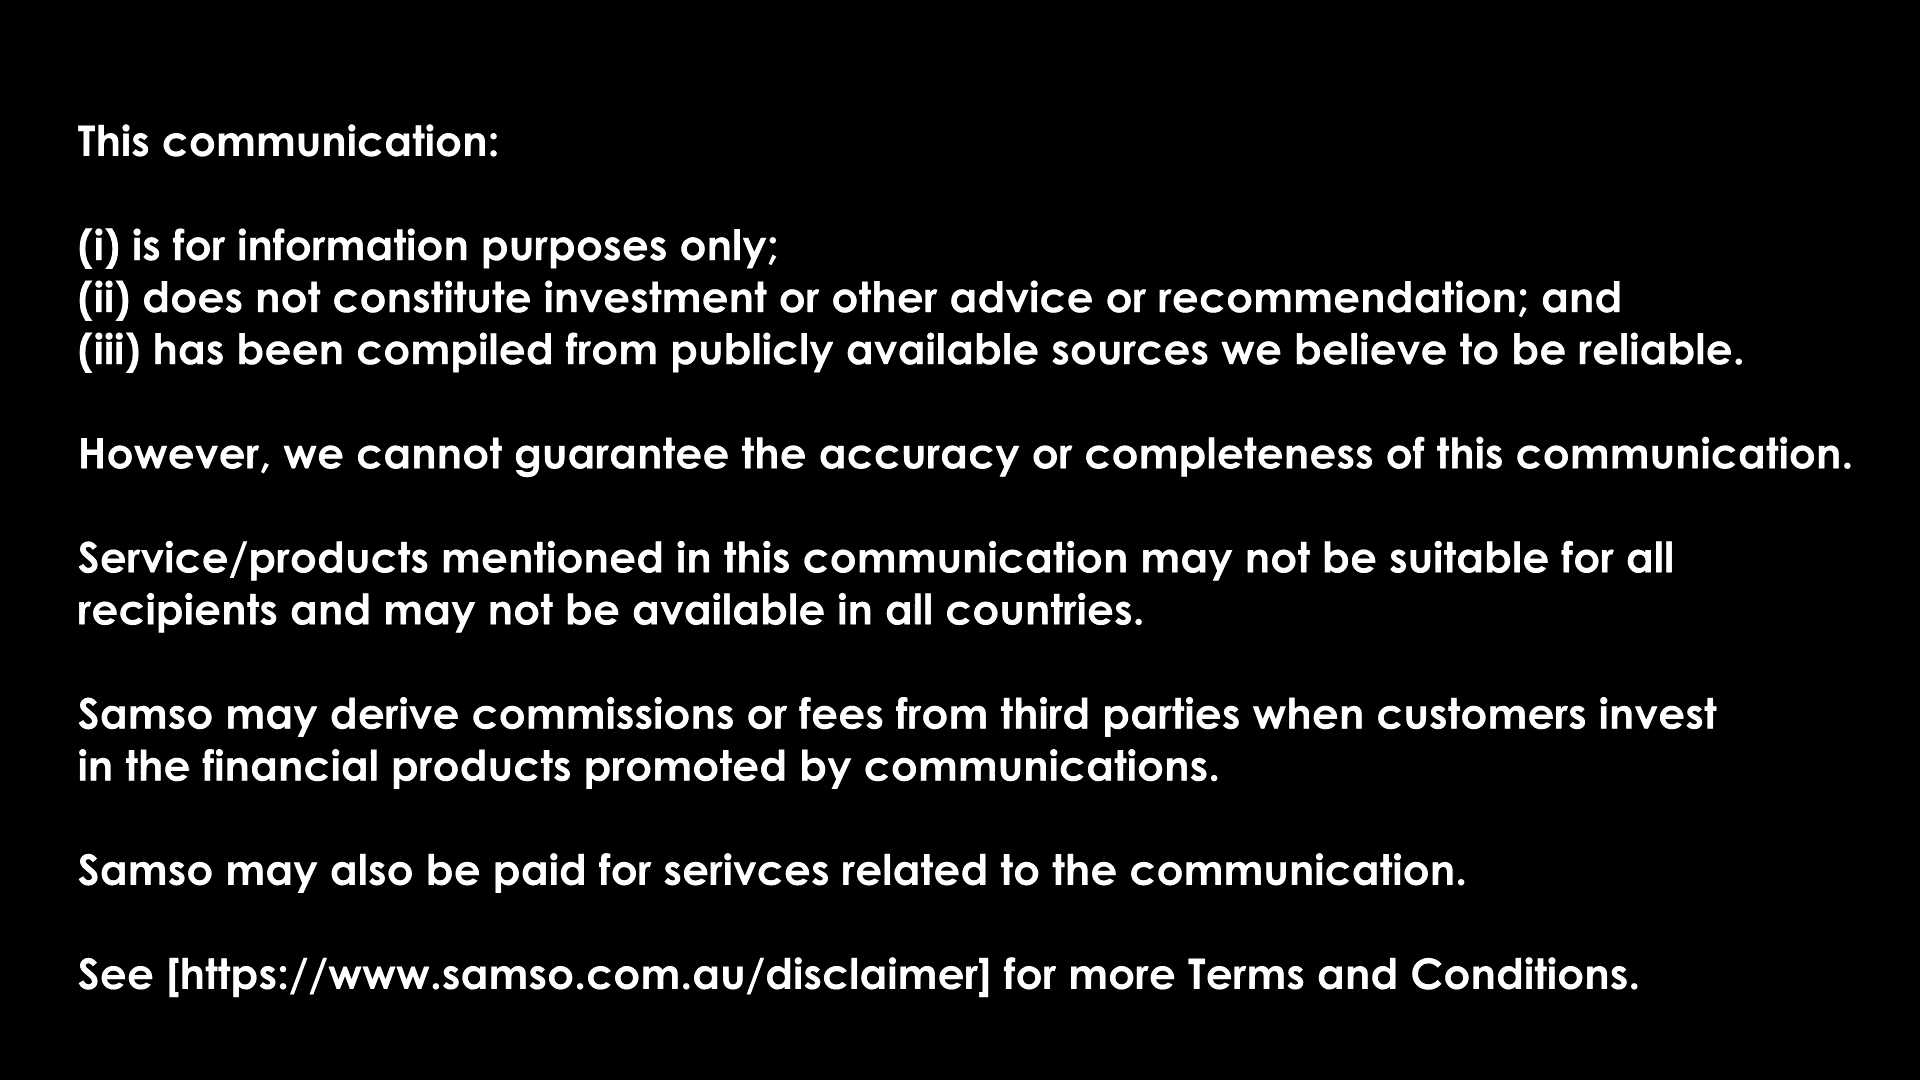 This communication:
(i) is for information purposes only;
(ii) does not constitute investment or other advice or recommendation; and
(iii) has been compiled from publicly available sources we believe to be reliable.
However, we cannot guarantee the accuracy or completeness of this communication.
Service/products mentioned in this communication may not be suitable for all
recipients and may not be available in all countries.
Samso may derive commissions or fees from third parties when customers invest
in the financial products promoted by communications.
Samso may also be paid for serivces related to the communication.
See [https://www.samso.com.au/disclaimer] for more Terms and Conditions.